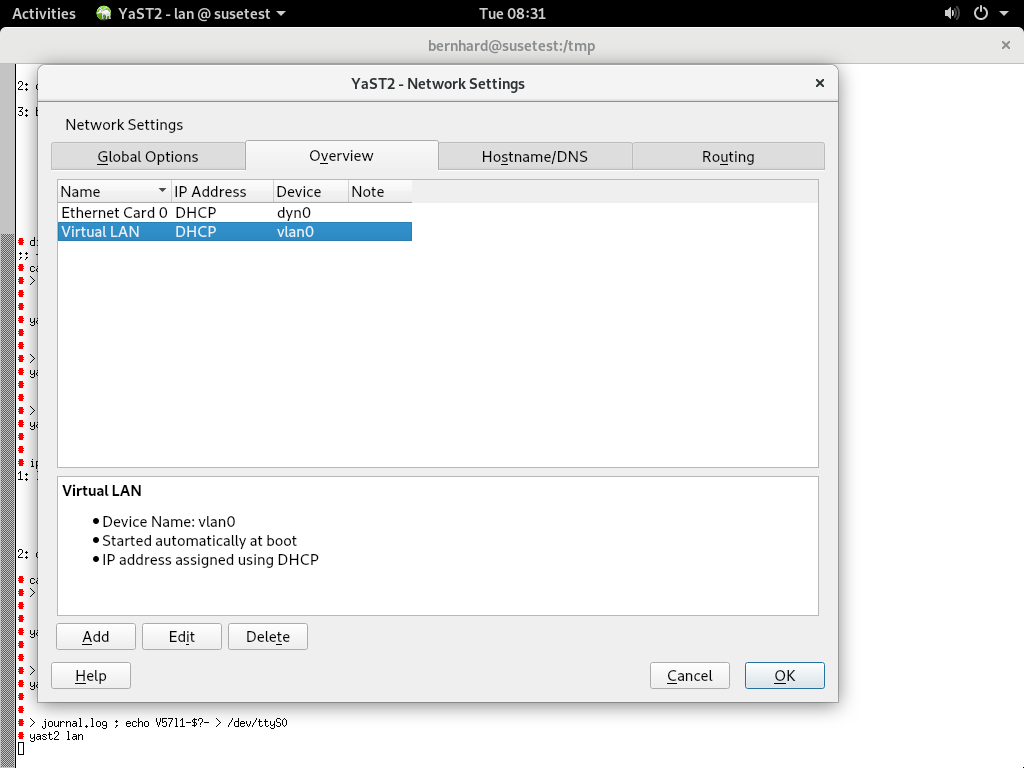 Activities YaST2 - lan @ susetest Tue 08:31
bernhard@susetest:/tmp
YaST2 - Network Settings
Network Settings
Global Options Overview Hostname/DNS Routing
Name IP Address Device Note
Ethernet Card 0 DHCP dyn0
Virtual LAN DHCP vlan0
Virtual LAN
Device Name: vlan0
Started automatically at boot
IP address assigned using DHCP
Add Edit Delete
Help Cancel OK
# > journal.log ; echo V57l1-$?- > /dev/ttyS0
# yast2 lan